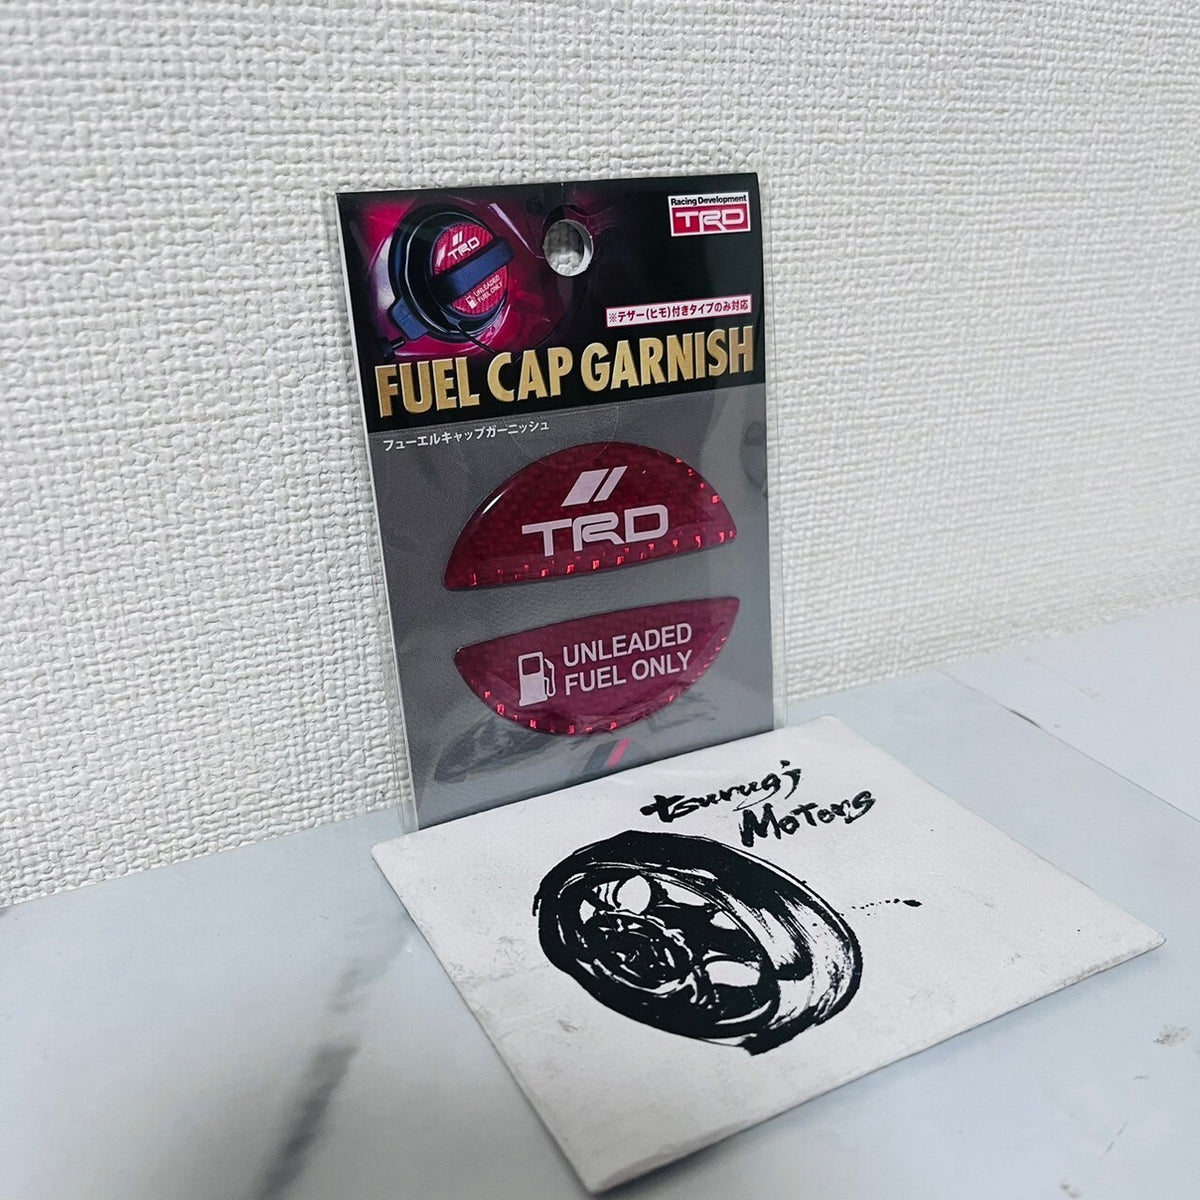 TRD
UNLEADED
FUEL ONLY
Racing Development
TRD
※テザー(ヒモ)付きタイプのみ対応
FUEL CAP GARNISH
フューエルキャップガーニッシュ
TRD
UNLEADED
FUEL ONLY
tsurugi
Motors